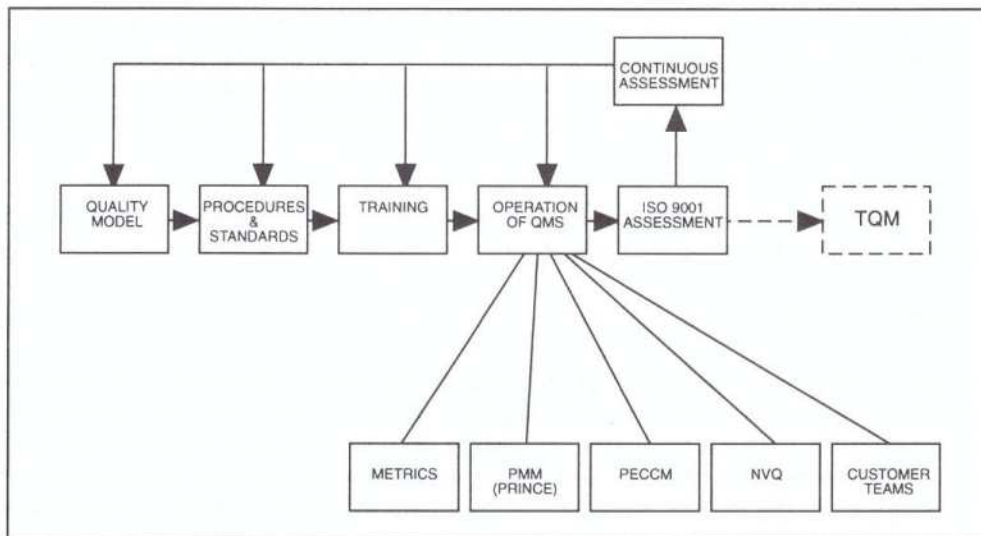 CONTINUOUS
ASSESSMENT
QUALITY
MODEL
PROCEDURES
&
STANDARDS
TRAINING
OPERATION
OF QMS
ISO 9001
ASSESSMENT
TQM
METRICS
PMM
(PRINCE)
PECCM
NVQ
CUSTOMER
TEAMS